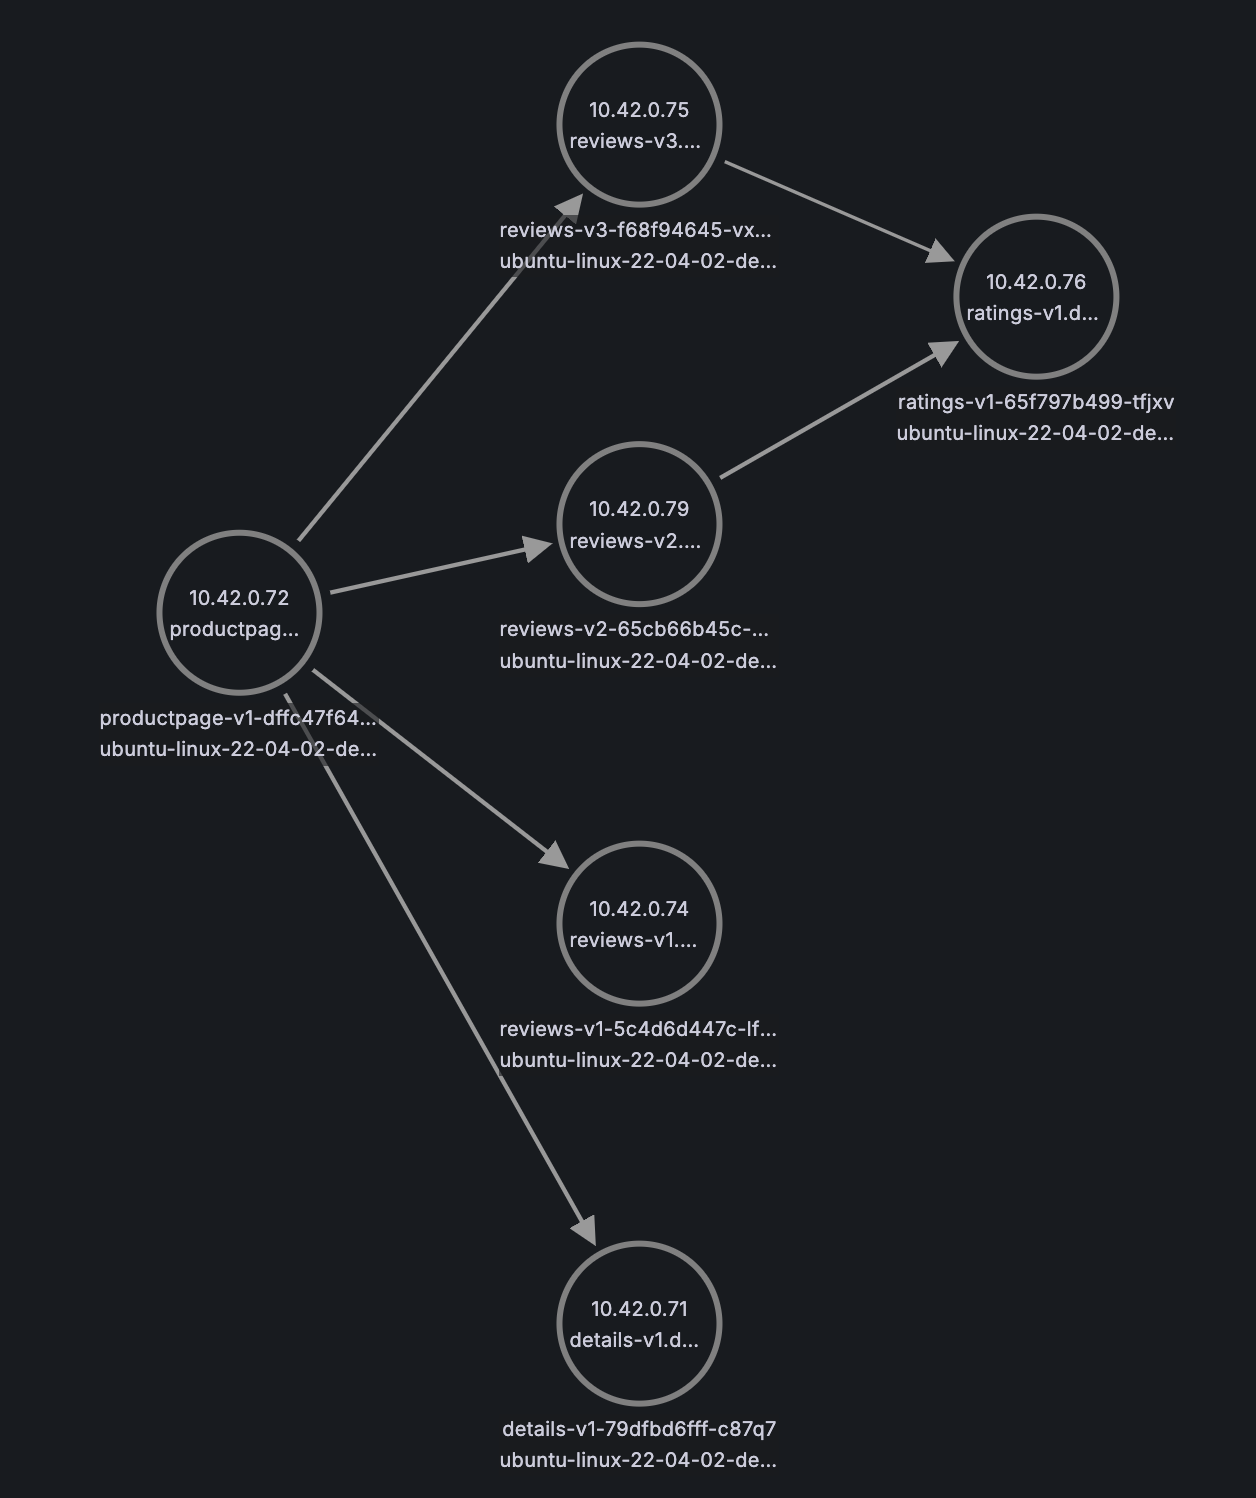 10.42.0.75
reviews-v3....
reviews-v3-f68f94645-vx...
ubuntu-linux-22-04-02-de...
10.42.0.76
ratings-v1.d...
ratings-v1-65f797b499-tfjxv
ubuntu-linux-22-04-02-de...
10.42.0.79
reviews-v2....
reviews-v2-65cb66b45c-...
ubuntu-linux-22-04-02-de...
10.42.0.72
productpag...
productpage-v1-dffc47f64...
ubuntu-linux-22-04-02-de...
10.42.0.74
reviews-v1....
reviews-v1-5c4d6d447c-lf...
ubuntu-linux-22-04-02-de...
10.42.0.71
details-v1.d...
details-v1-79dfbd6fff-c87q7
ubuntu-linux-22-04-02-de...